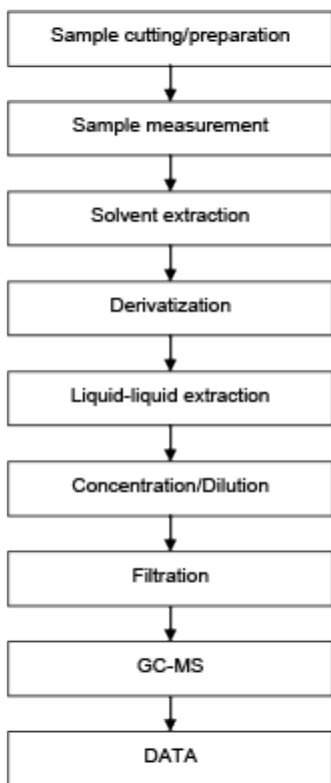 Sample cutting/preparation
Sample measurement
Solvent extraction
Derivatization
Liquid-liquid extraction
Concentration/Dilution
Filtration
GC-MS
DATA